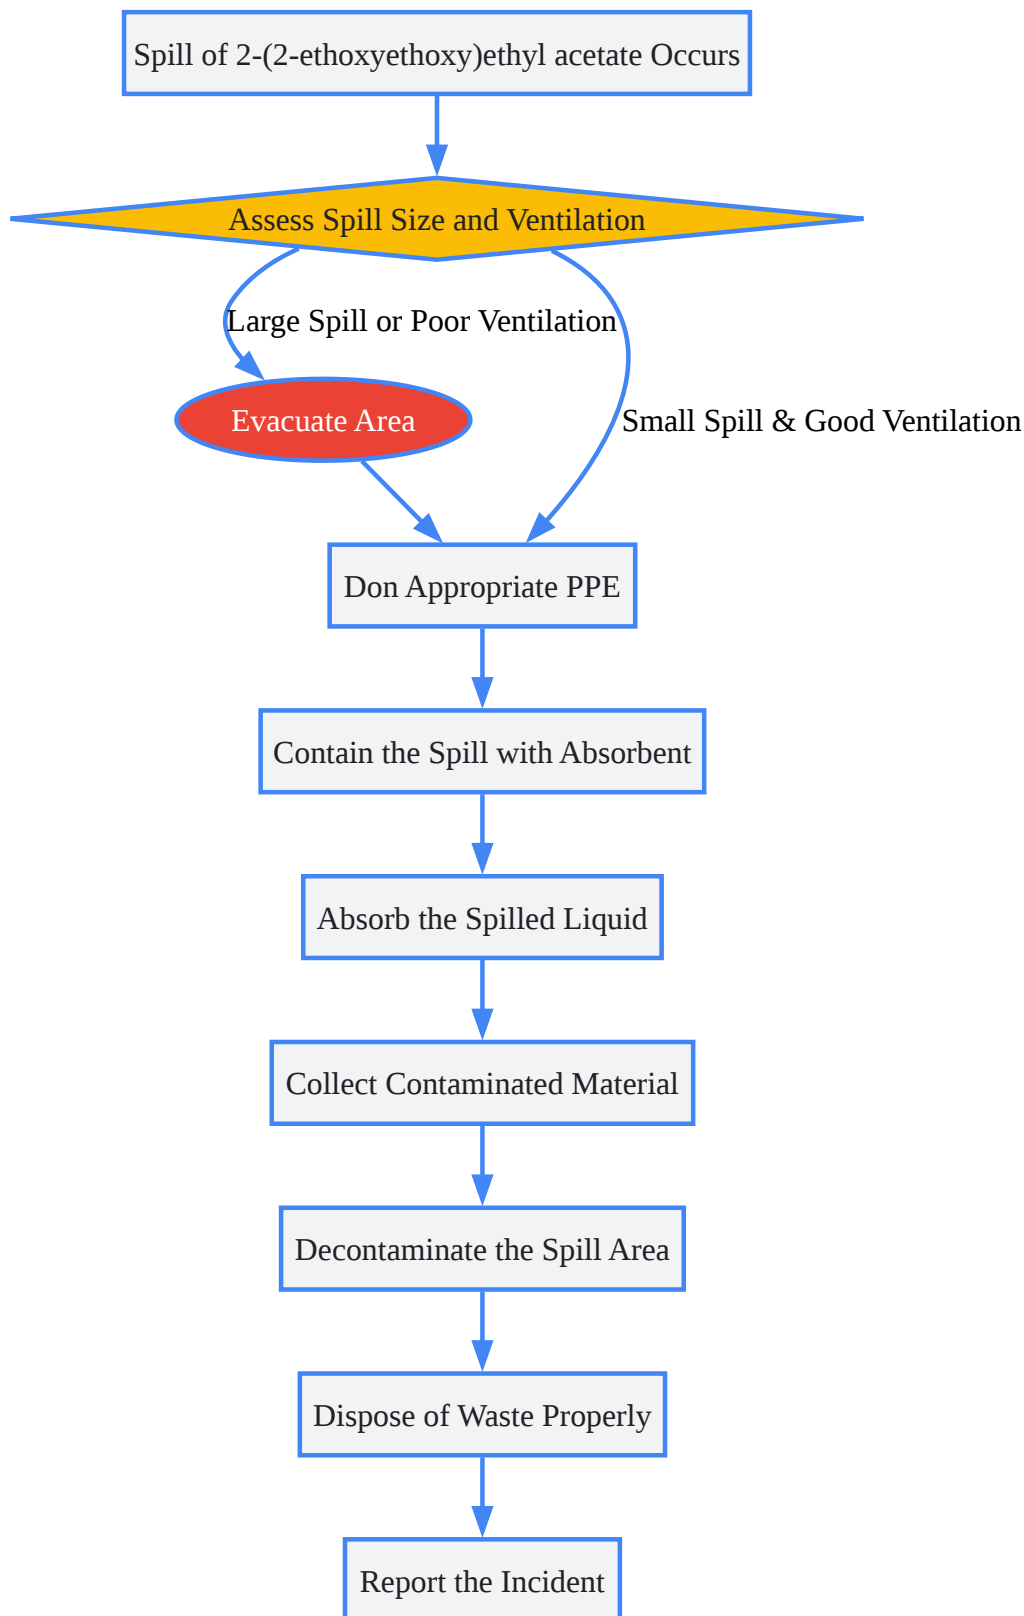 Spill of 2-(2-ethoxyethoxy)ethyl acetate Occurs
Assess Spill Size and Ventilation
Large Spill or Poor Ventilation
Evacuate Area
Small Spill & Good Ventilation
Don Appropriate PPE
Contain the Spill with Absorbent
Absorb the Spilled Liquid
Collect Contaminated Material
Decontaminate the Spill Area
Dispose of Waste Properly
Report the Incident